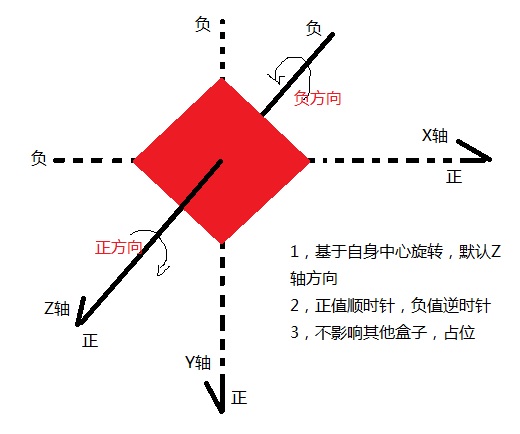 负
负
负方向
X轴
负
正
正方向
1，基于自身中心旋转，默认Z
轴方向
2，正值顺时针，负值逆时针
3，不影响其他盒子，占位
Z轴
正
Y轴
正